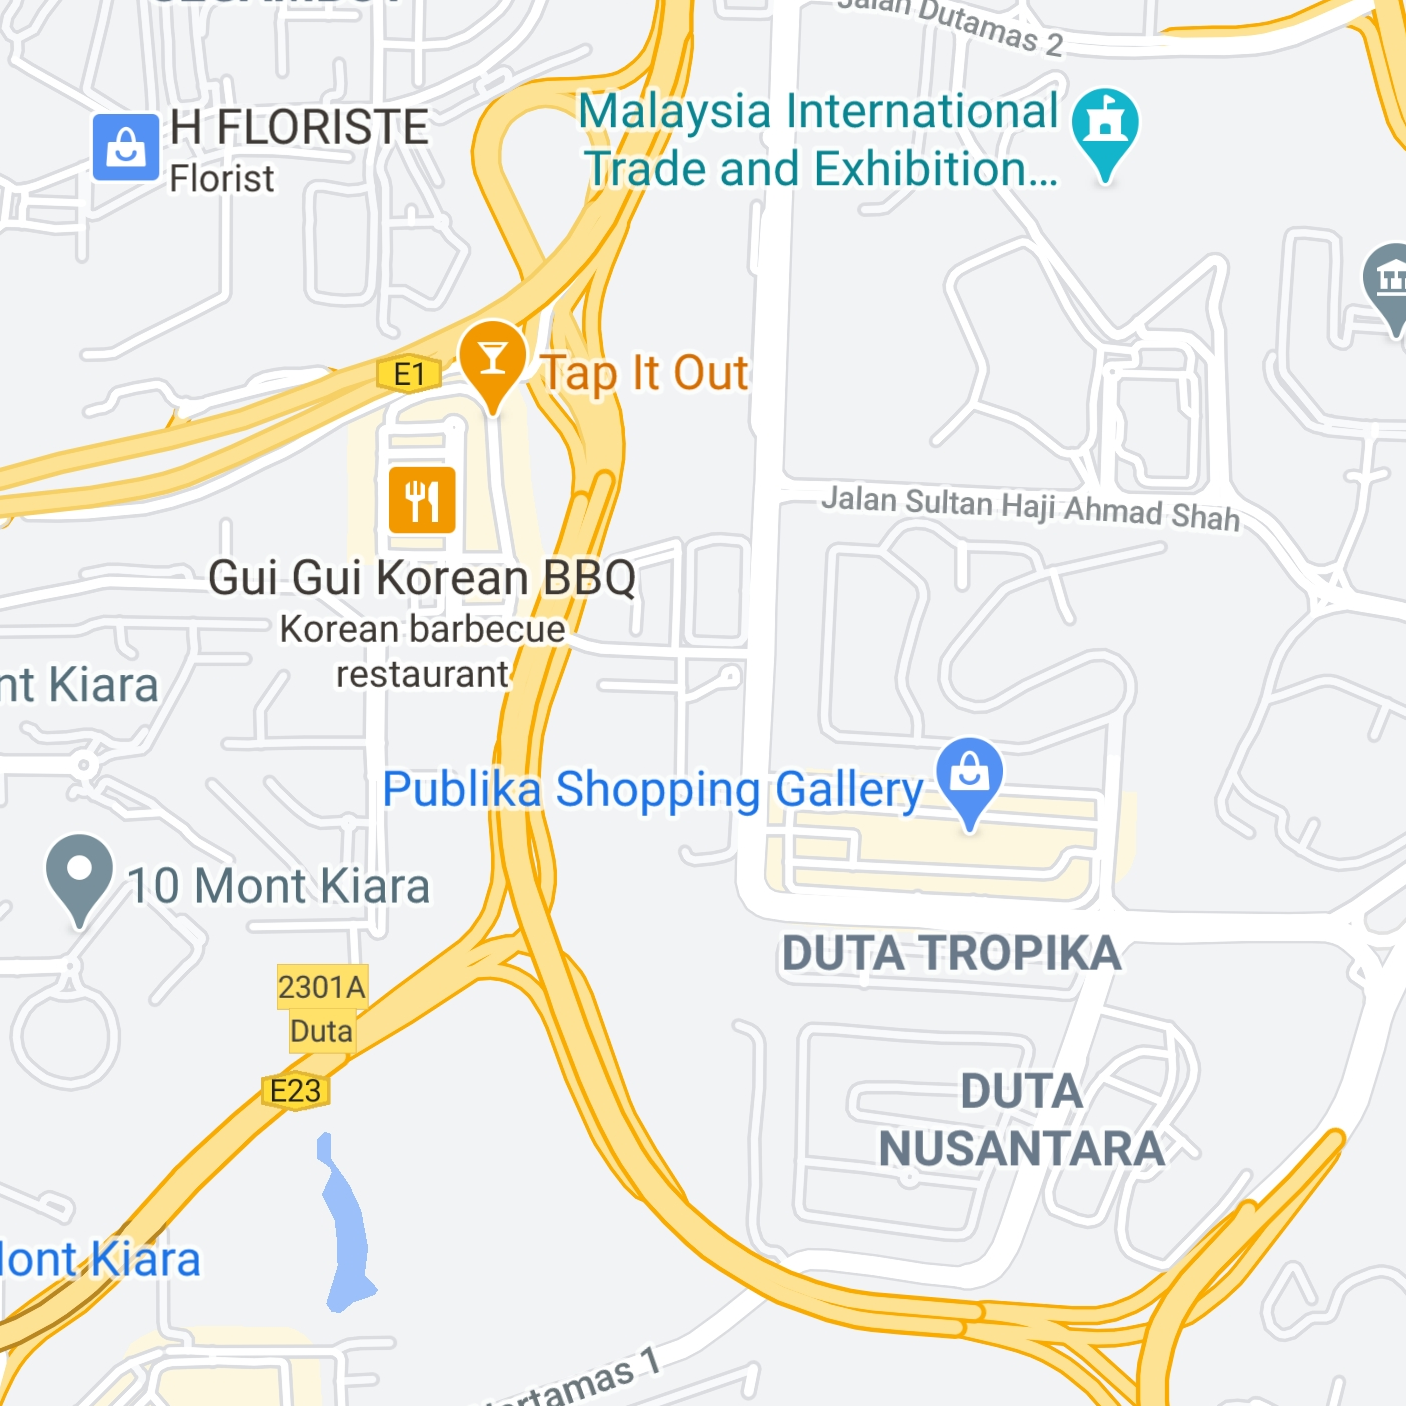 Jalan Dutamas 2
H FLORISTE
Florist
Malaysia International
Trade and Exhibition...
E1
Tap It Out
Jalan Sultan Haji Ahmad Shah
Gui Gui Korean BBQ
Korean barbecue
restaurant
nt Kiara
Publika Shopping Gallery
10 Mont Kiara
DUTA TROPIKA
2301A
Duta
E23
DUTA
NUSANTARA
ont Kiara
artamas 1